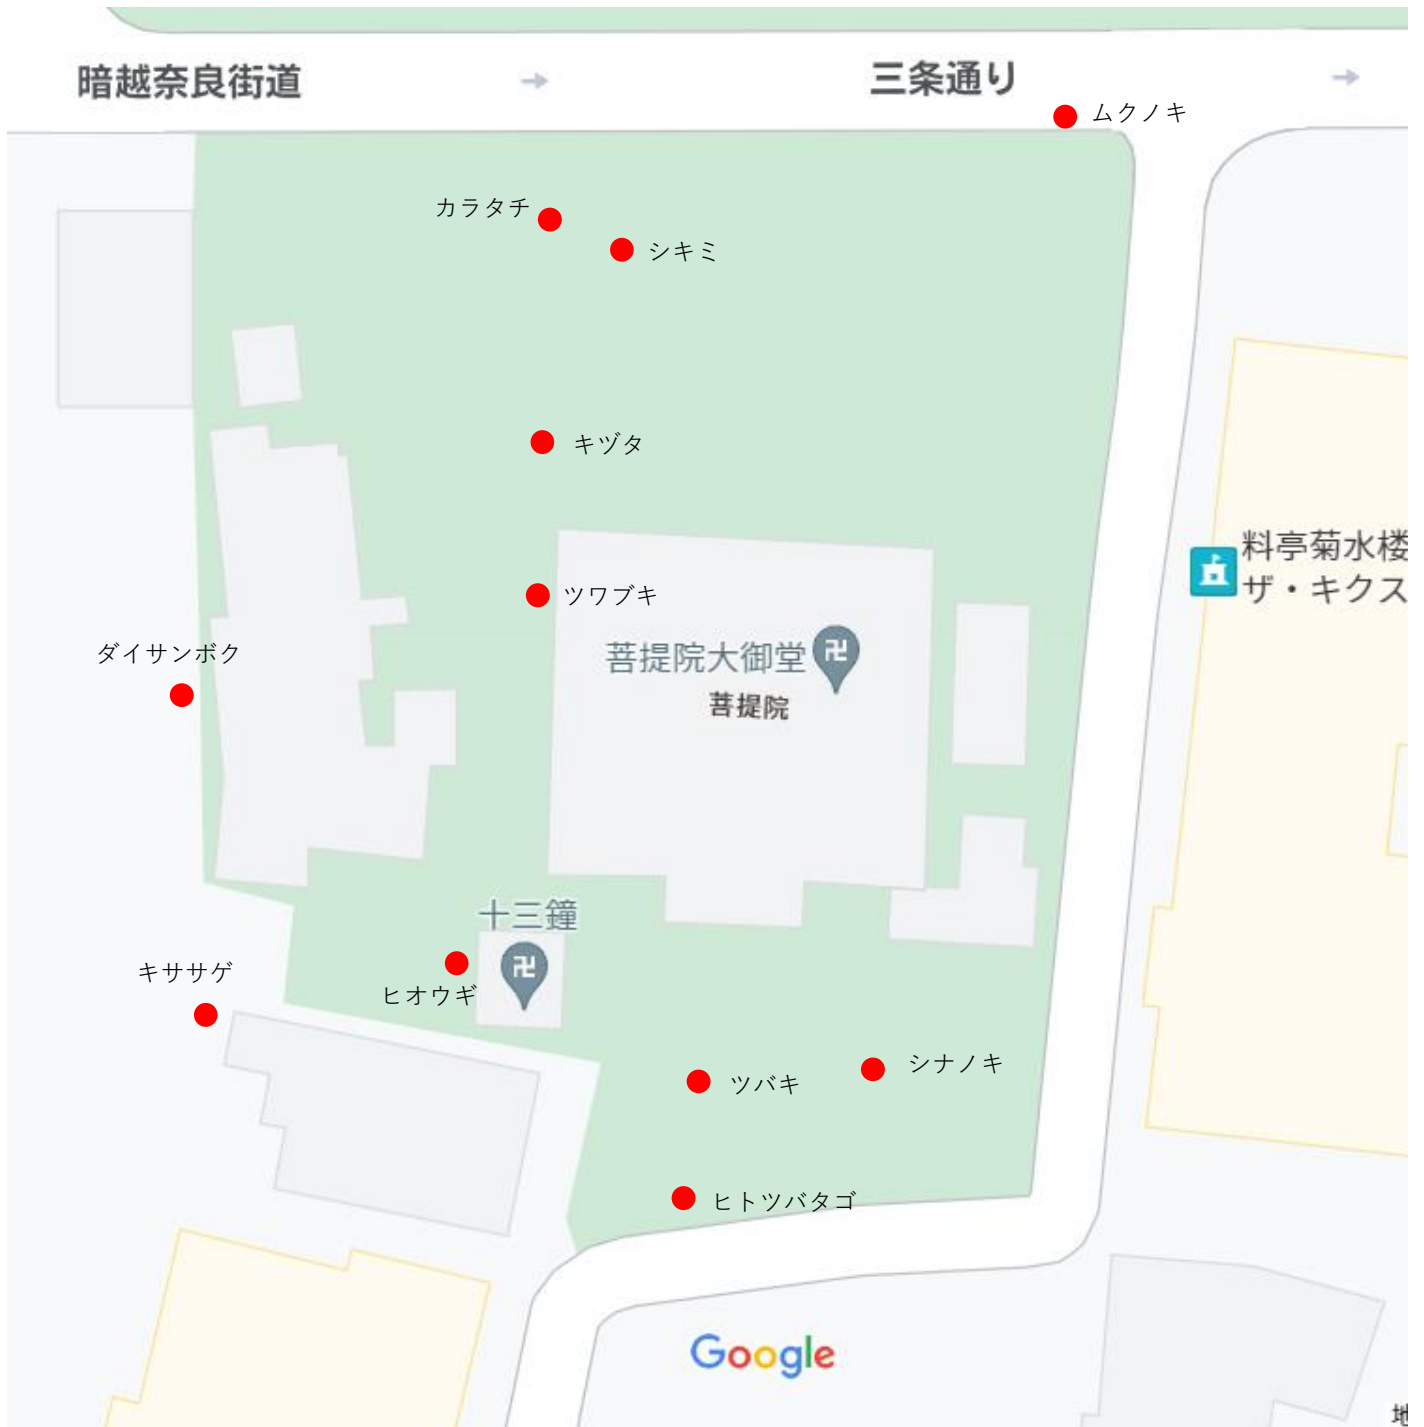 暗越奈良街道
三条通り
ムクノキ
カラタチ
シキミ
キヅタ
料亭菊水楼
ザ・キクス
ツワブキ
ダイサンボク
菩提院大御堂
菩提院
十三鐘
キササゲ
ヒオウギ
シナノキ
ツバキ
ヒトツバタゴ
Google
地